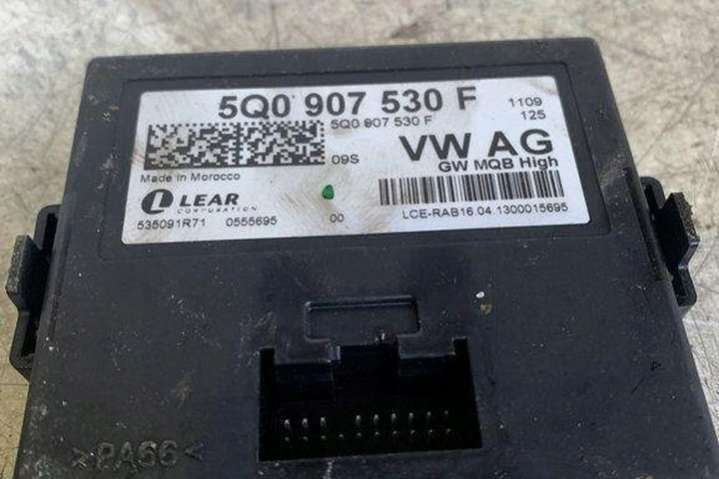 5Q0 907 530 F 1109
5Q0 907 530 F 125
09S VW AG
GW MQB High
Made in Morocco
LEAR
CORPORATION
535091R71 0555695 00 LCE-RAB16.04.1300015695
>PA66<